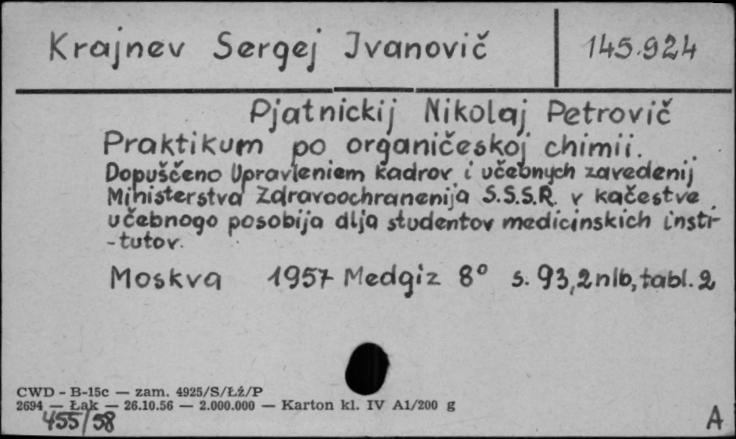 Krajnev Sergej Ivanovič 145.924
Pjatnickij Nikolaj Petrovič
Praktikum po organičeskoj chimii.
Dopuščeno Upravleniem kadrov i učebnych zavedenij
Ministerstva Zdravoochranenija S.S.S.R. v kačestve
učebnogo posobija dlja studentov medicinskich insti-
-tutov.
Moskva 1957 Medgiz 8° s. 93,2nlb, tabl. 2
CWD - B-15c — zam. 4925/S/Łź/P
2694 — Łąk — 26.10.56 — 2.000.000 — Karton kl. IV A1/200 g
455/58 A